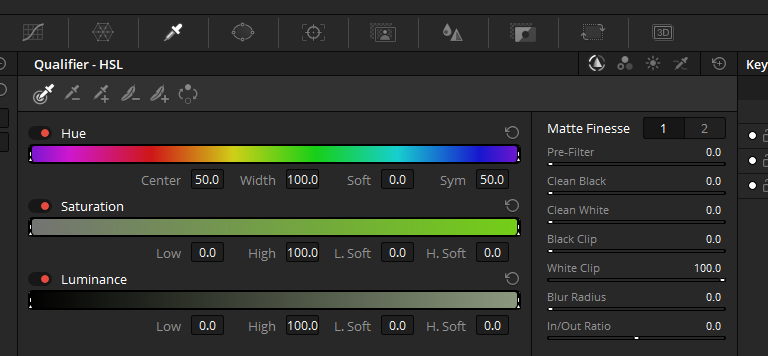 3D
Qualifier - HSL
Key
Hue
Center 50.0 Width 100.0 Soft 0.0 Sym 50.0
Saturation
Low 0.0 High 100.0 L. Soft 0.0 H. Soft 0.0
Luminance
Low 0.0 High 100.0 L. Soft 0.0 H. Soft 0.0
Matte Finesse 1 2
Pre-Filter 0.0
Clean Black 0.0
Clean White 0.0
Black Clip 0.0
White Clip 100.0
Blur Radius 0.0
In/Out Ratio 0.0